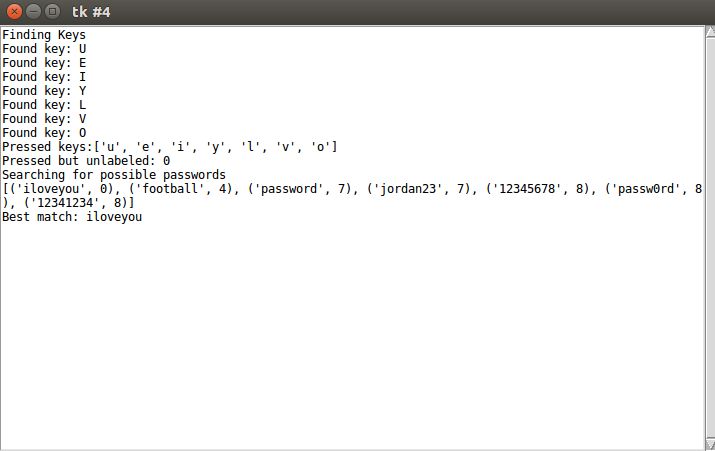 tk #4
Finding Keys
Found key: U
Found key: E
Found key: I
Found key: Y
Found key: L
Found key: V
Found key: O
Pressed keys:['u', 'e', 'i', 'y', 'l', 'v', 'o']
Pressed but unlabeled: 0
Searching for possible passwords
[('iloveyou', 0), ('football', 4), ('password', 7), ('jordan23', 7), ('12345678', 8), ('passw0rd', 8
), ('12341234', 8)]
Best match: iloveyou